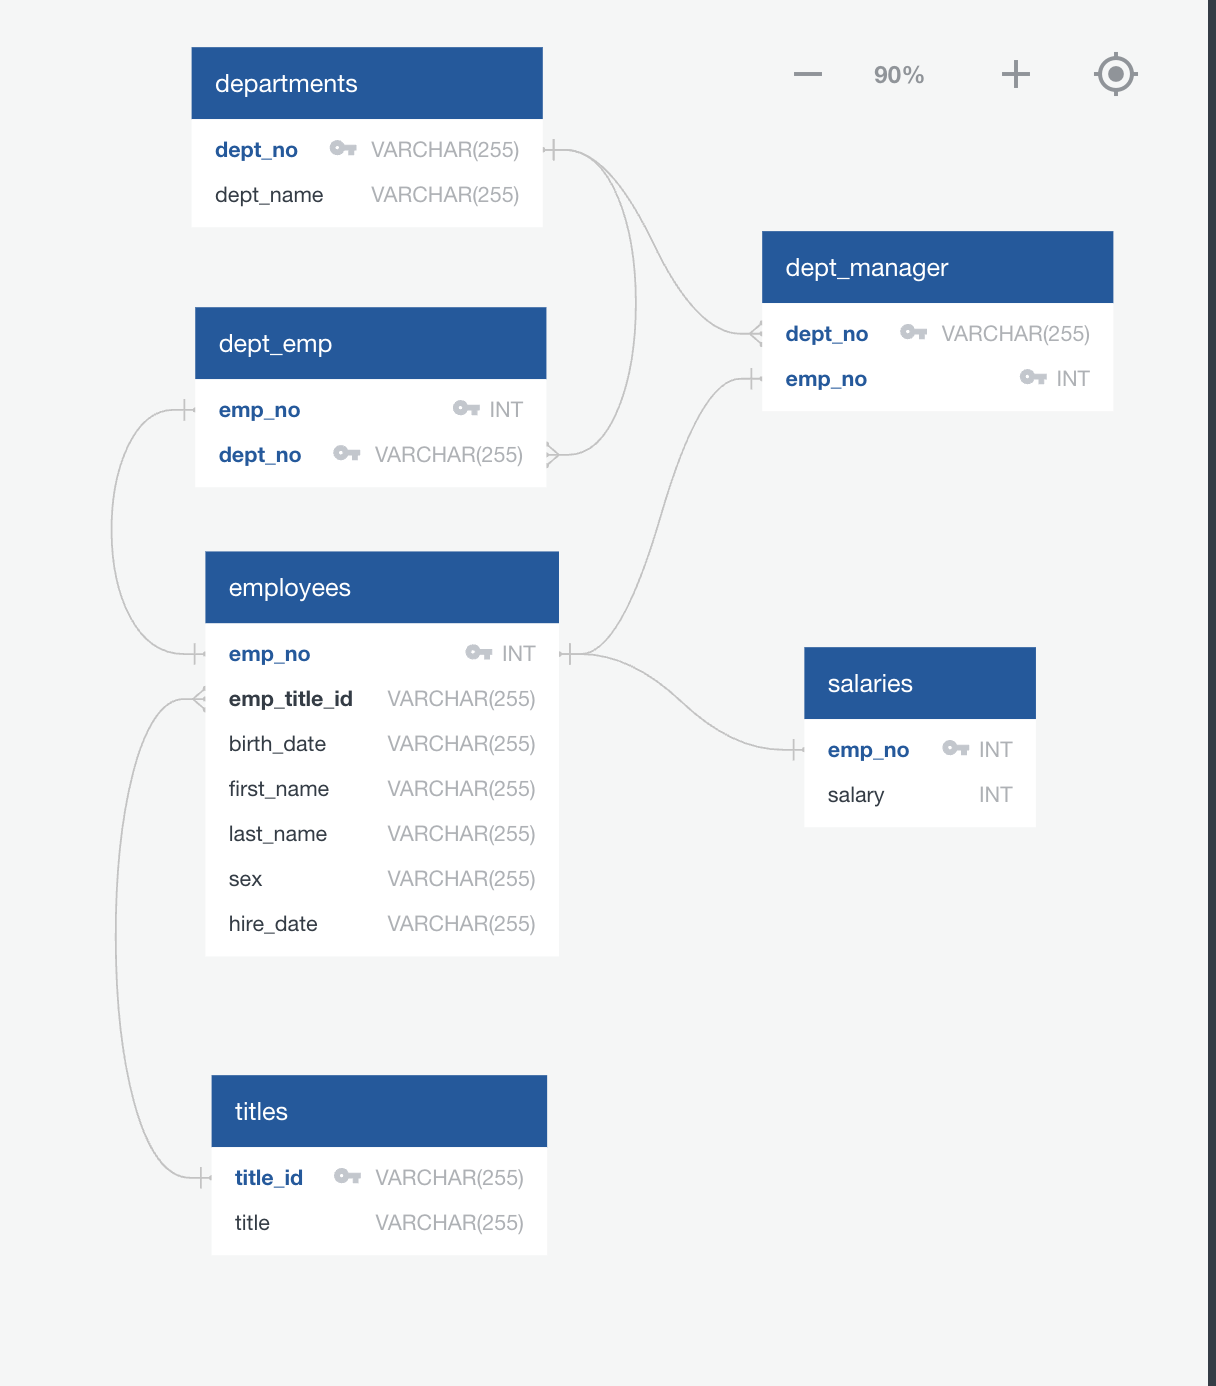 90%
departments
dept_no VARCHAR(255)
dept_name VARCHAR(255)
dept_manager
dept_no VARCHAR(255)
emp_no INT
dept_emp
emp_no INT
dept_no VARCHAR(255)
employees
emp_no INT
emp_title_id VARCHAR(255)
birth_date VARCHAR(255)
first_name VARCHAR(255)
last_name VARCHAR(255)
sex VARCHAR(255)
hire_date VARCHAR(255)
salaries
emp_no INT
salary INT
titles
title_id VARCHAR(255)
title VARCHAR(255)